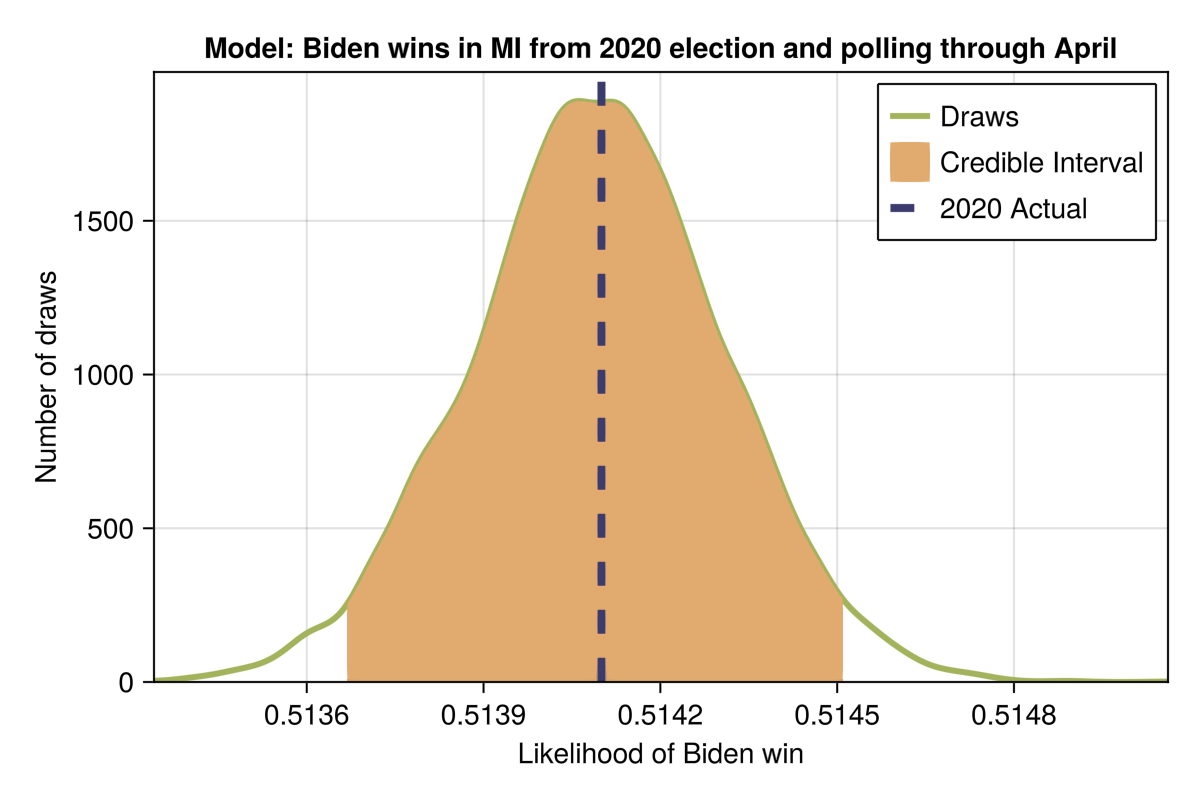 Model: Biden wins in MI from 2020 election and polling through April
Draws
Credible Interval
2020 Actual
Number of draws
1500
1000
500
0
0.5136
0.5139
0.5142
0.5145
0.5148
Likelihood of Biden win